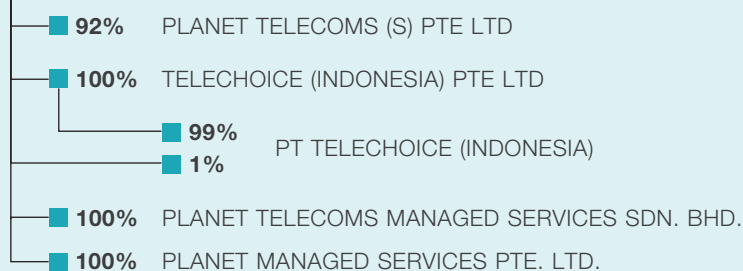 92% PLANET TELECOMS (S) PTE LTD
100% TELECHOICE (INDONESIA) PTE LTD
99%
PT TELECHOICE (INDONESIA)
1%
100% PLANET TELECOMS MANAGED SERVICES SDN. BHD.
100% PLANET MANAGED SERVICES PTE. LTD.